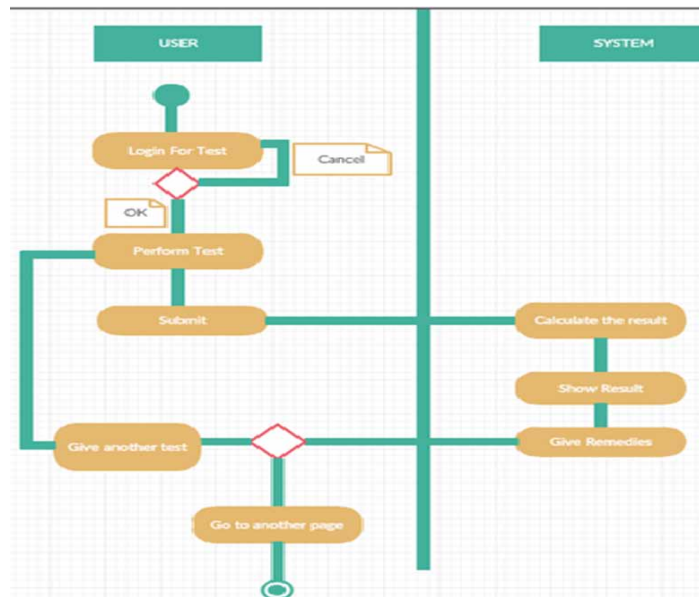 USER
SYSTEM
Login For Test
Cancel
OK
Perform Test
Submit
Calculate the result
Show Result
Give another test
Give Remedies
Go to another page